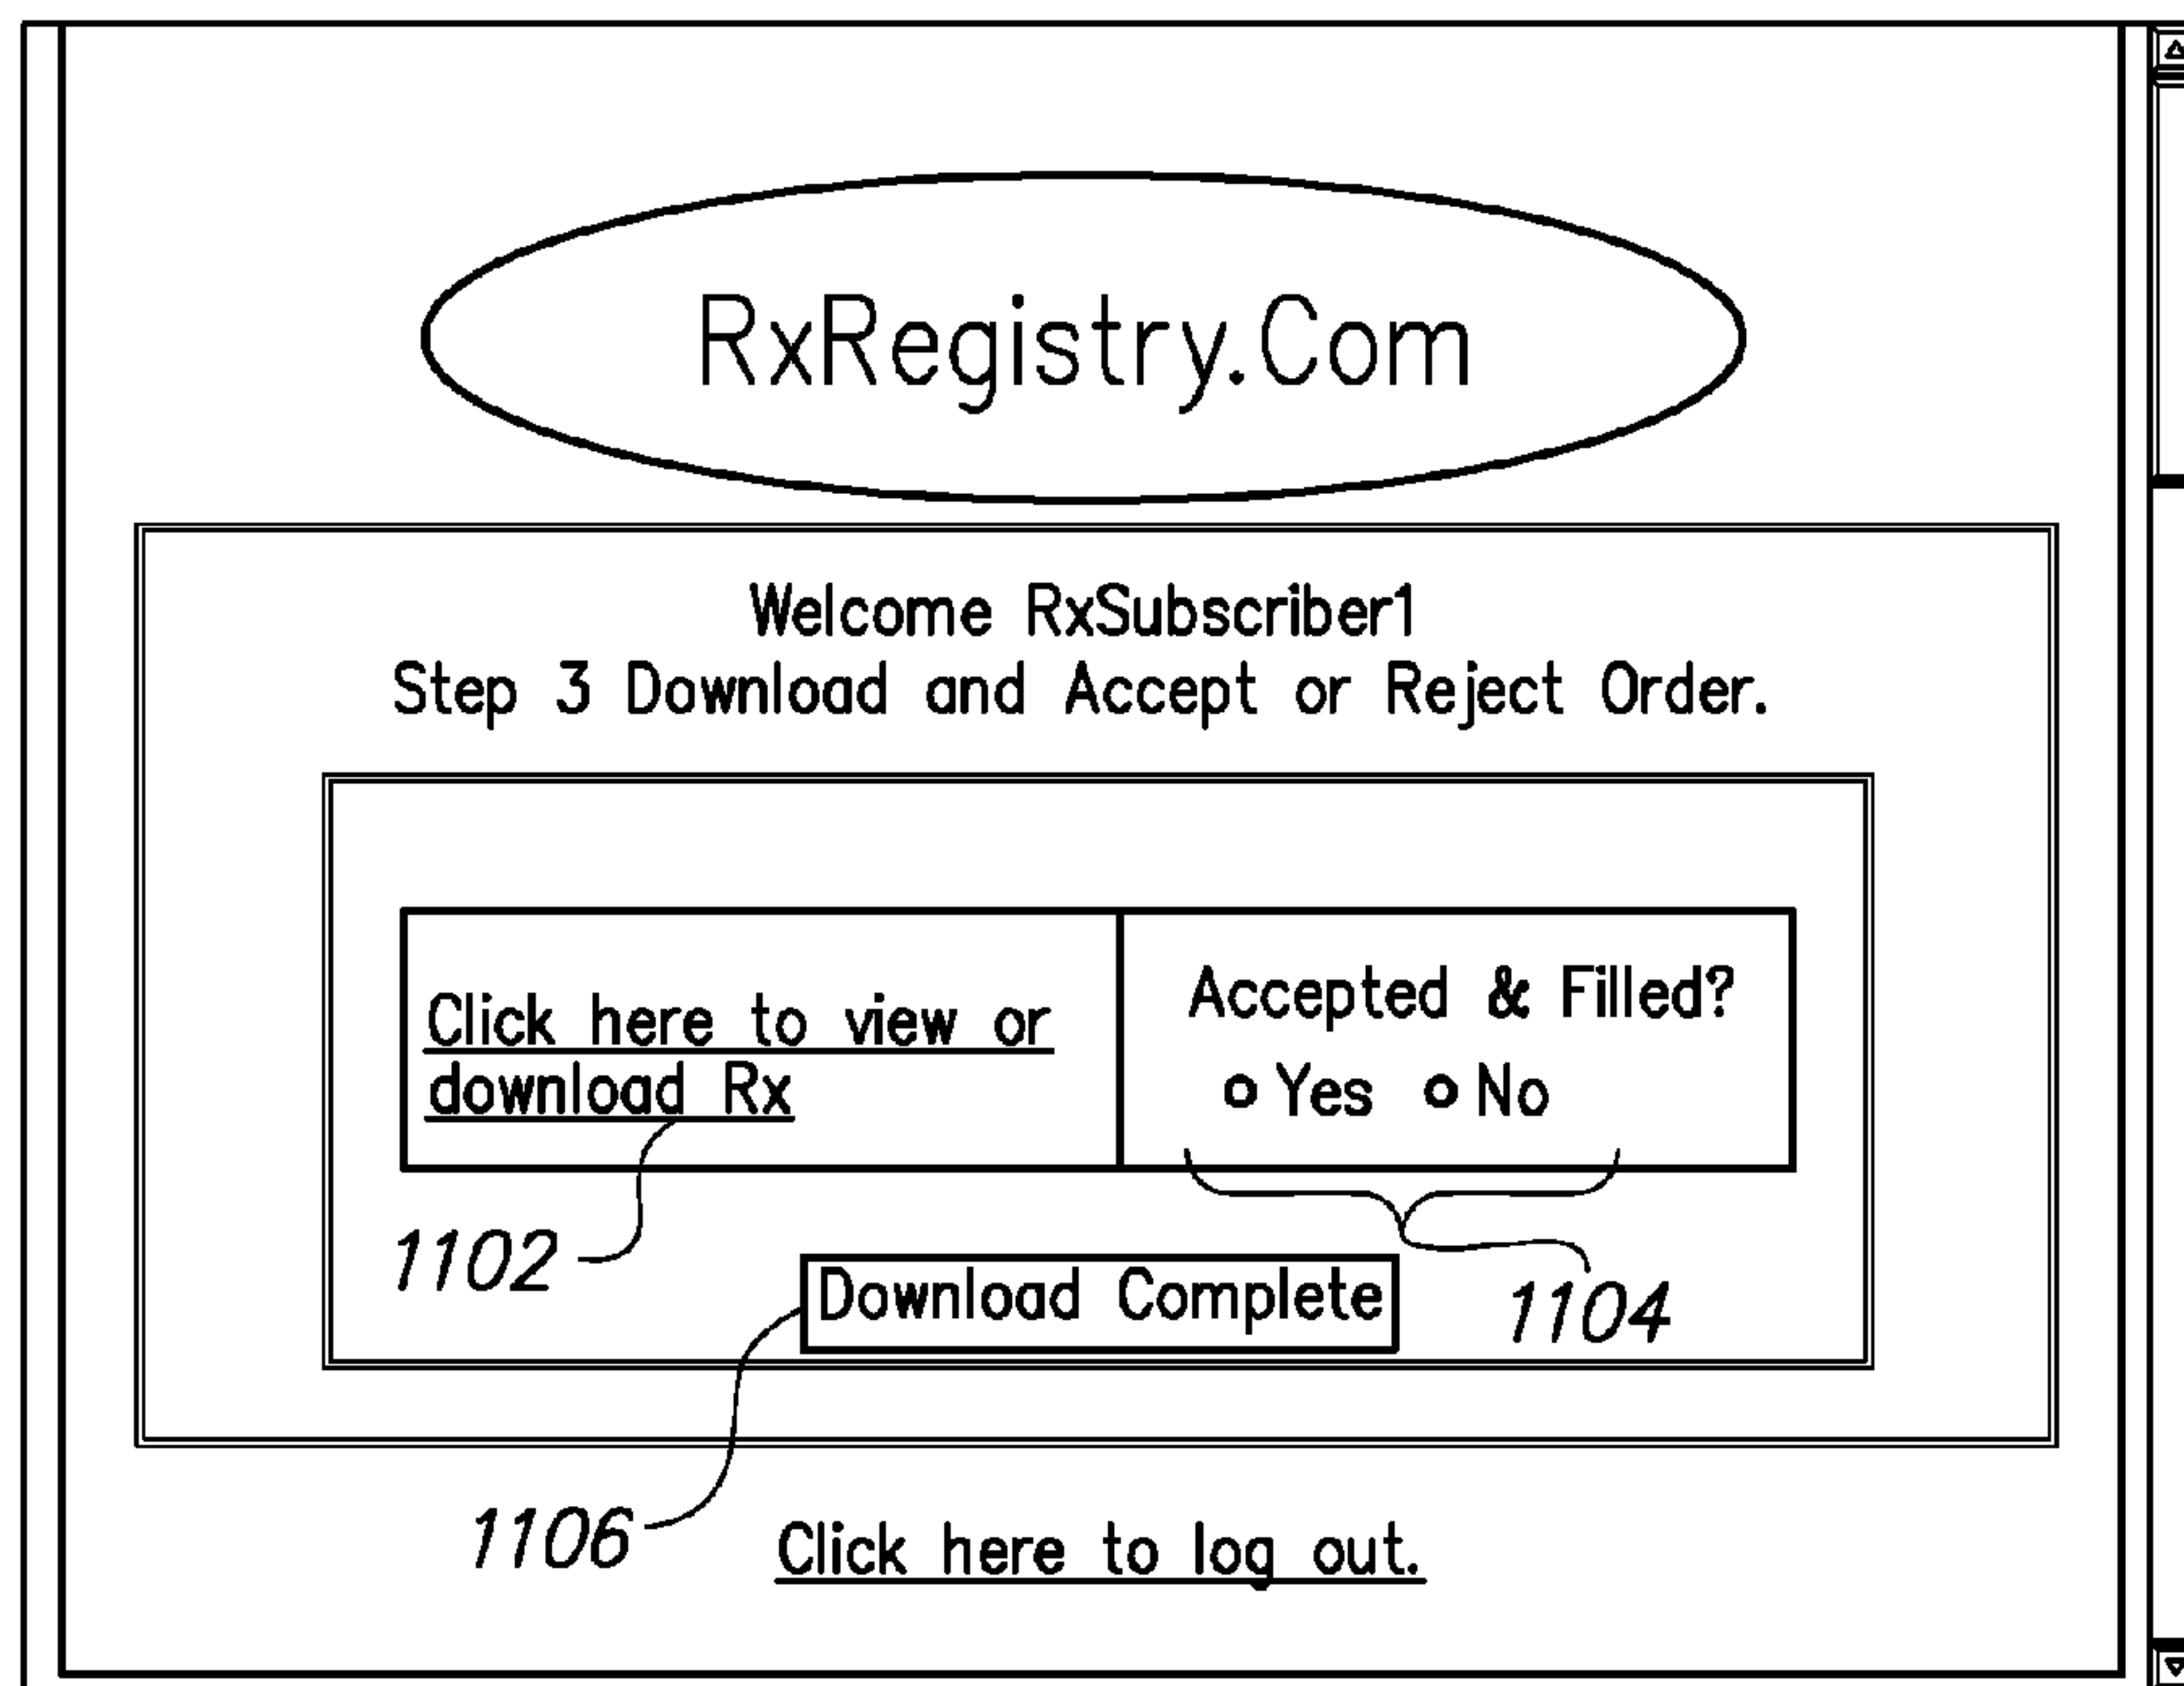 RxRegistry.Com
Welcome RxSubscriber1
Step 3 Download and Accept or Reject Order.
Click here to view or
download Rx
Accepted & Filled?
Yes No
1102
Download Complete
1104
1106
Click here to log out.